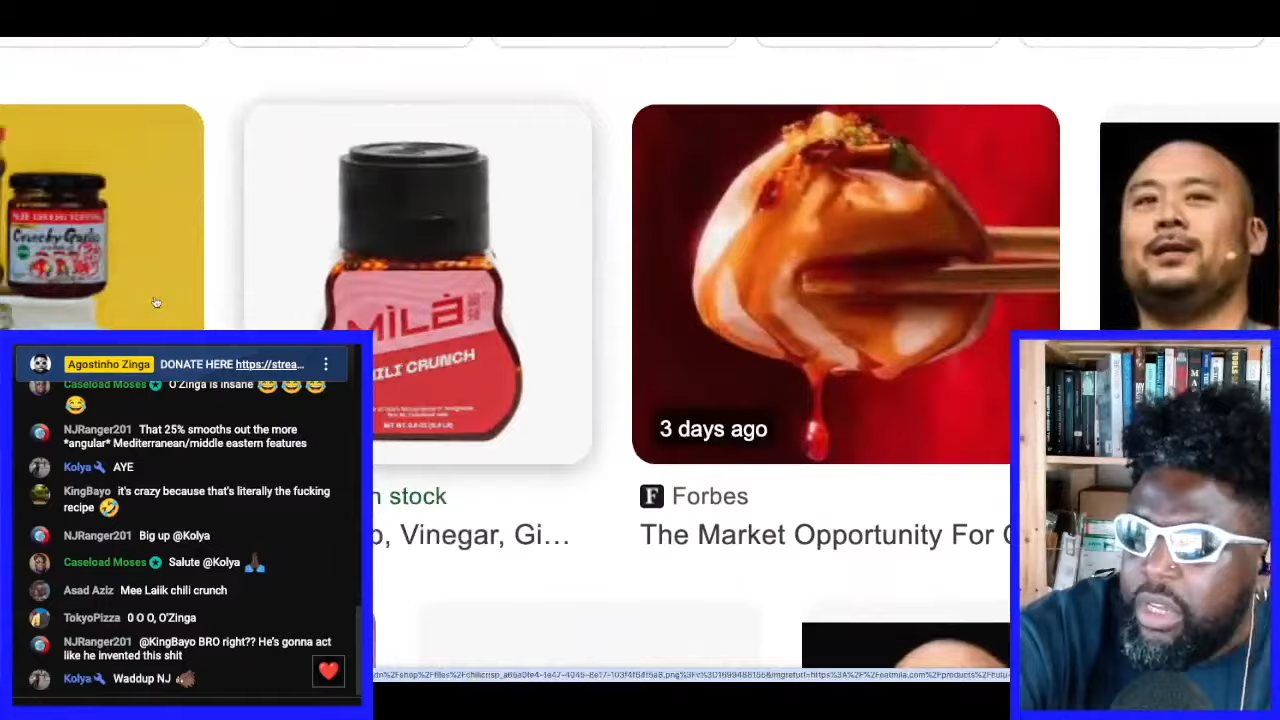 Crunchy Garlic
MiLà
CHILI CRUNCH
3 days ago
n stock
Forbes
p, Vinegar, Gi...
The Market Opportunity For C
Agostinho Zinga DONATE HERE https://strea...
Caseload Moses O'Zinga is insane 😂 😂 😂
😂
NJRanger201 That 25% smooths out the more
*angular* Mediterranean/middle eastern features
Kolya AYE
KingBayo it's crazy because that's literally the fucking
recipe 🤣
NJRanger201 Big up @Kolya
Caseload Moses Salute @Kolya 🙏🏿
Asad Aziz Mee Laiik chili crunch
TokyoPizza 0 O O, O'Zinga
NJRanger201 @KingBayo BRO right?? He's gonna act
like he invented this shit
Kolya Waddup NJ 🤜🏿